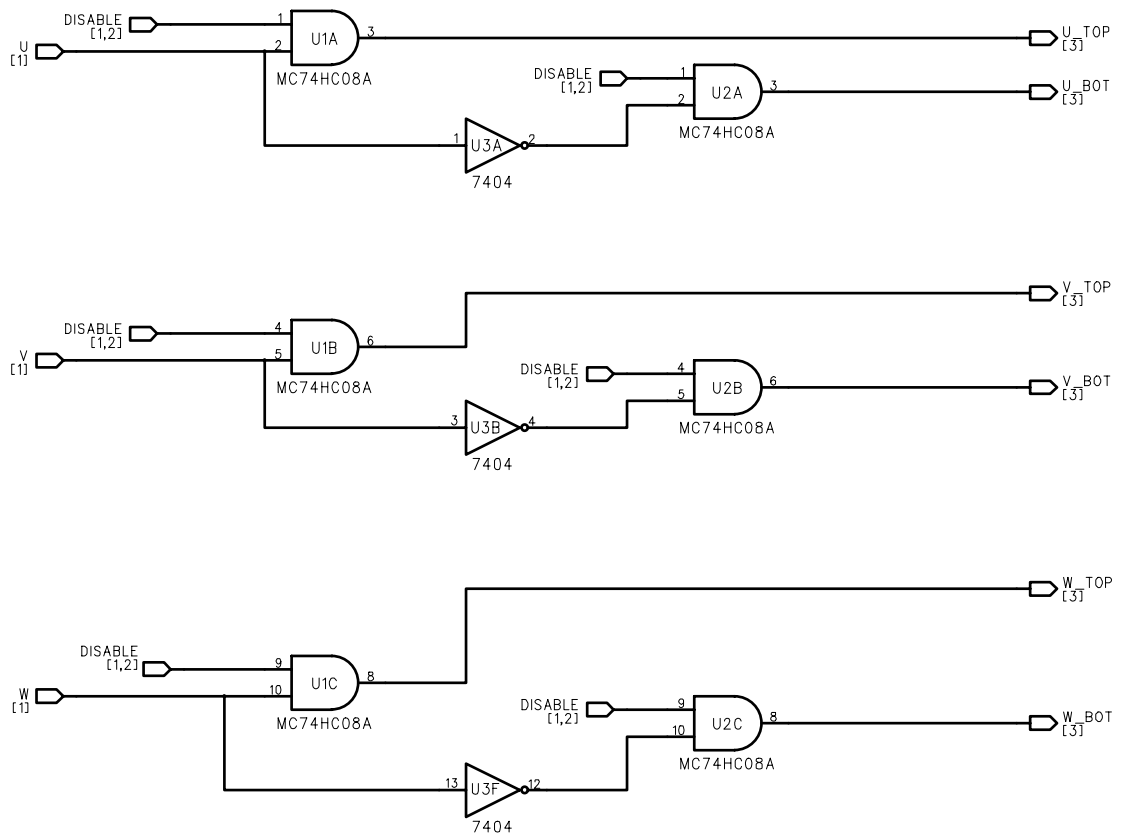 DISABLE
[1,2]
1
U1A
3
U_TOP
[3]
U
[1]
2
MC74HC08A
DISABLE
[1,2]
1
U2A
3
U_BOT
[3]
2
MC74HC08A
1
U3A
2
7404
V_TOP
[3]
DISABLE
[1,2]
4
U1B
6
V
[1]
5
MC74HC08A
DISABLE
[1,2]
4
U2B
6
V_BOT
[3]
5
MC74HC08A
3
U3B
4
7404
W_TOP
[3]
DISABLE
[1,2]
9
U1C
8
W
[1]
10
MC74HC08A
DISABLE
[1,2]
9
U2C
8
W_BOT
[3]
10
MC74HC08A
13
U3F
12
7404